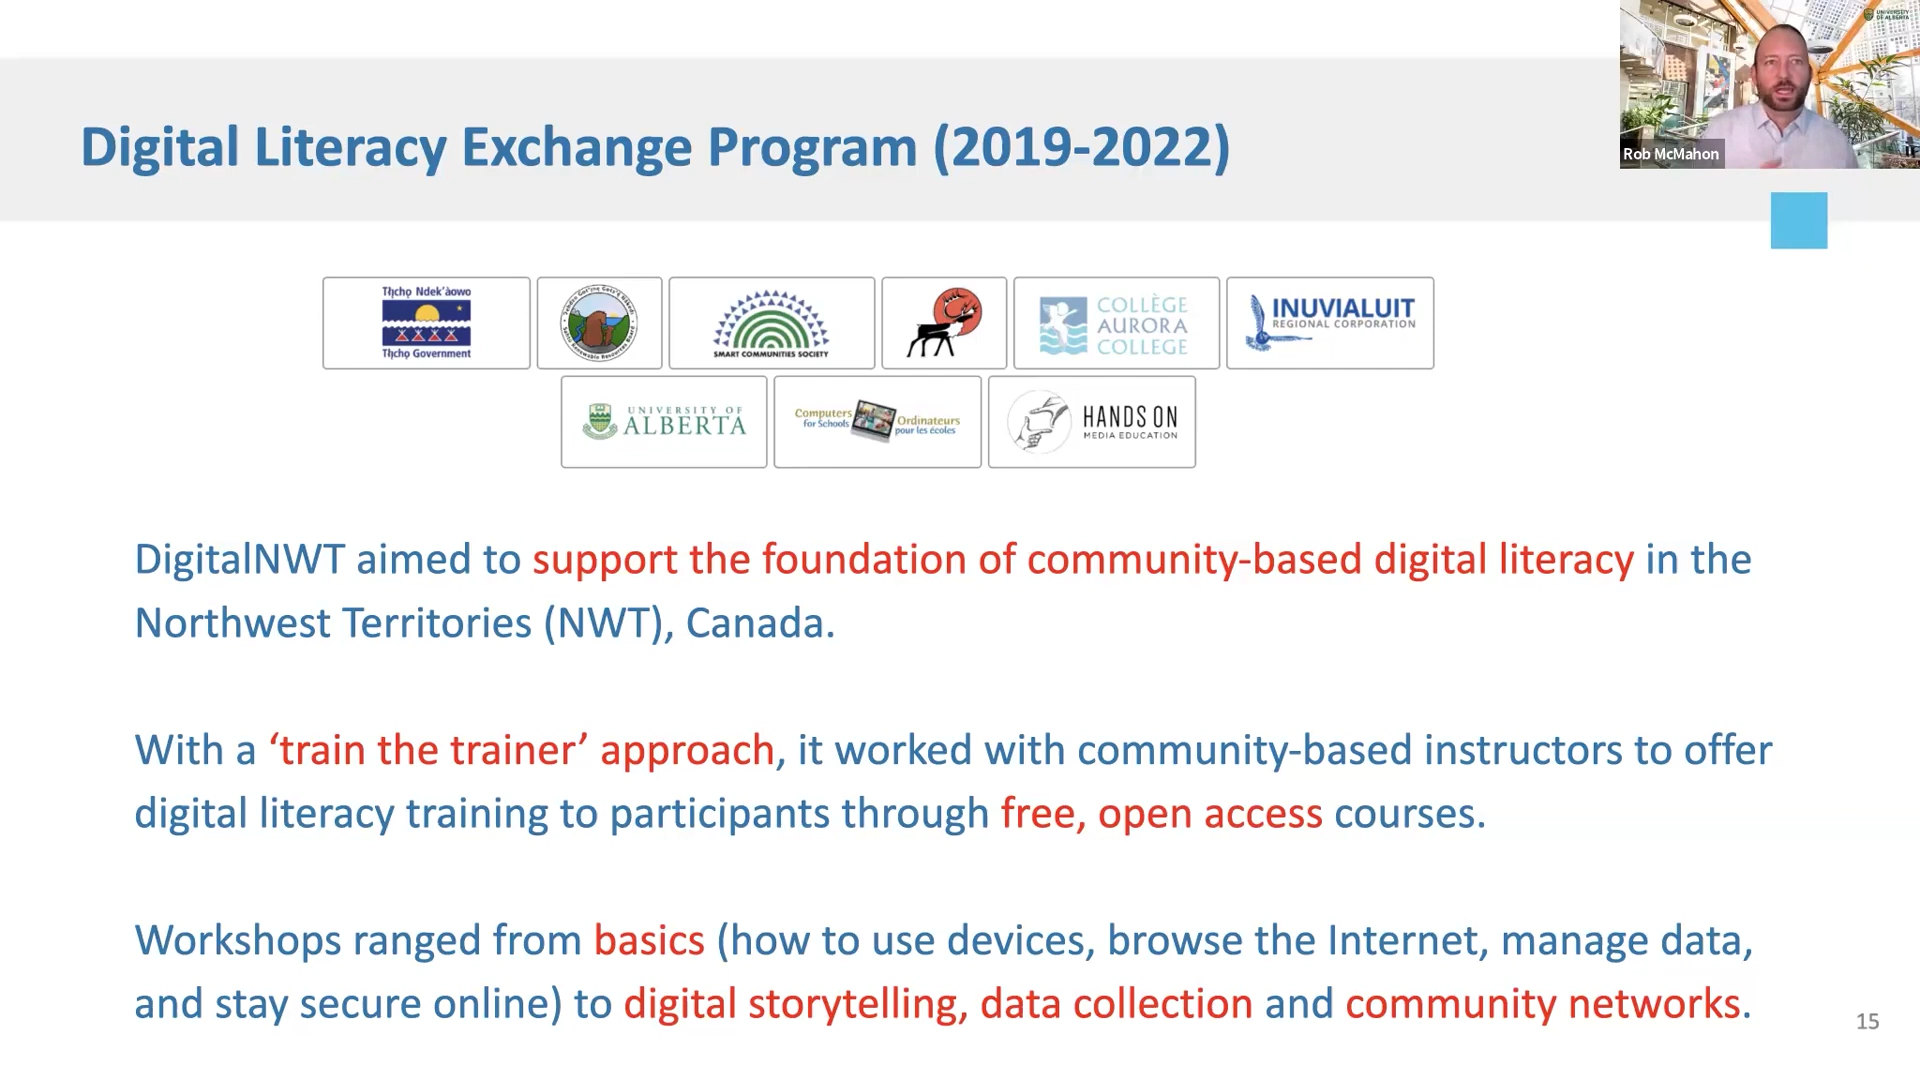 UNIVERSITY
OF ALBERTA
Rob McMahon
Digital Literacy Exchange Program (2019-2022)
Tłı̨chǫ Ndek'àowo
Tłı̨chǫ Government
SMART COMMUNITIES SOCIETY
COLLÈGE
AURORA
COLLEGE
INUVIALUIT
REGIONAL CORPORATION
UNIVERSITY OF
ALBERTA
Computers
for Schools
Ordinateurs
pour les écoles
HANDS ON
MEDIA EDUCATION
DigitalNWT aimed to support the foundation of community-based digital literacy in the
Northwest Territories (NWT), Canada.
With a ‘train the trainer’ approach, it worked with community-based instructors to offer
digital literacy training to participants through free, open access courses.
Workshops ranged from basics (how to use devices, browse the Internet, manage data,
and stay secure online) to digital storytelling, data collection and community networks.
15